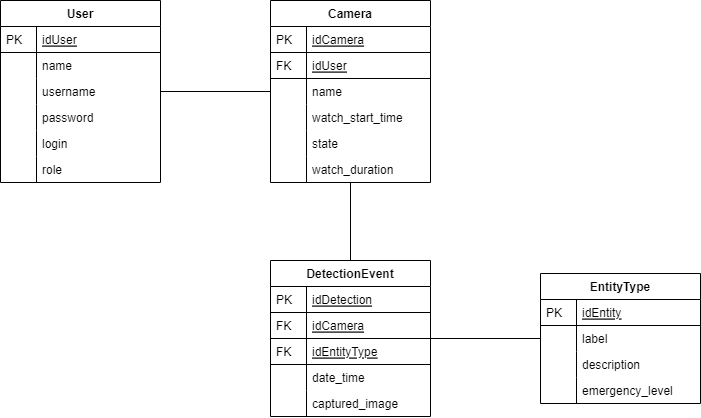 User
PK idUser
name
username
password
login
role
Camera
PK idCamera
FK idUser
name
watch_start_time
state
watch_duration
DetectionEvent
PK idDetection
FK idCamera
FK idEntityType
date_time
captured_image
EntityType
PK idEntity
label
description
emergency_level